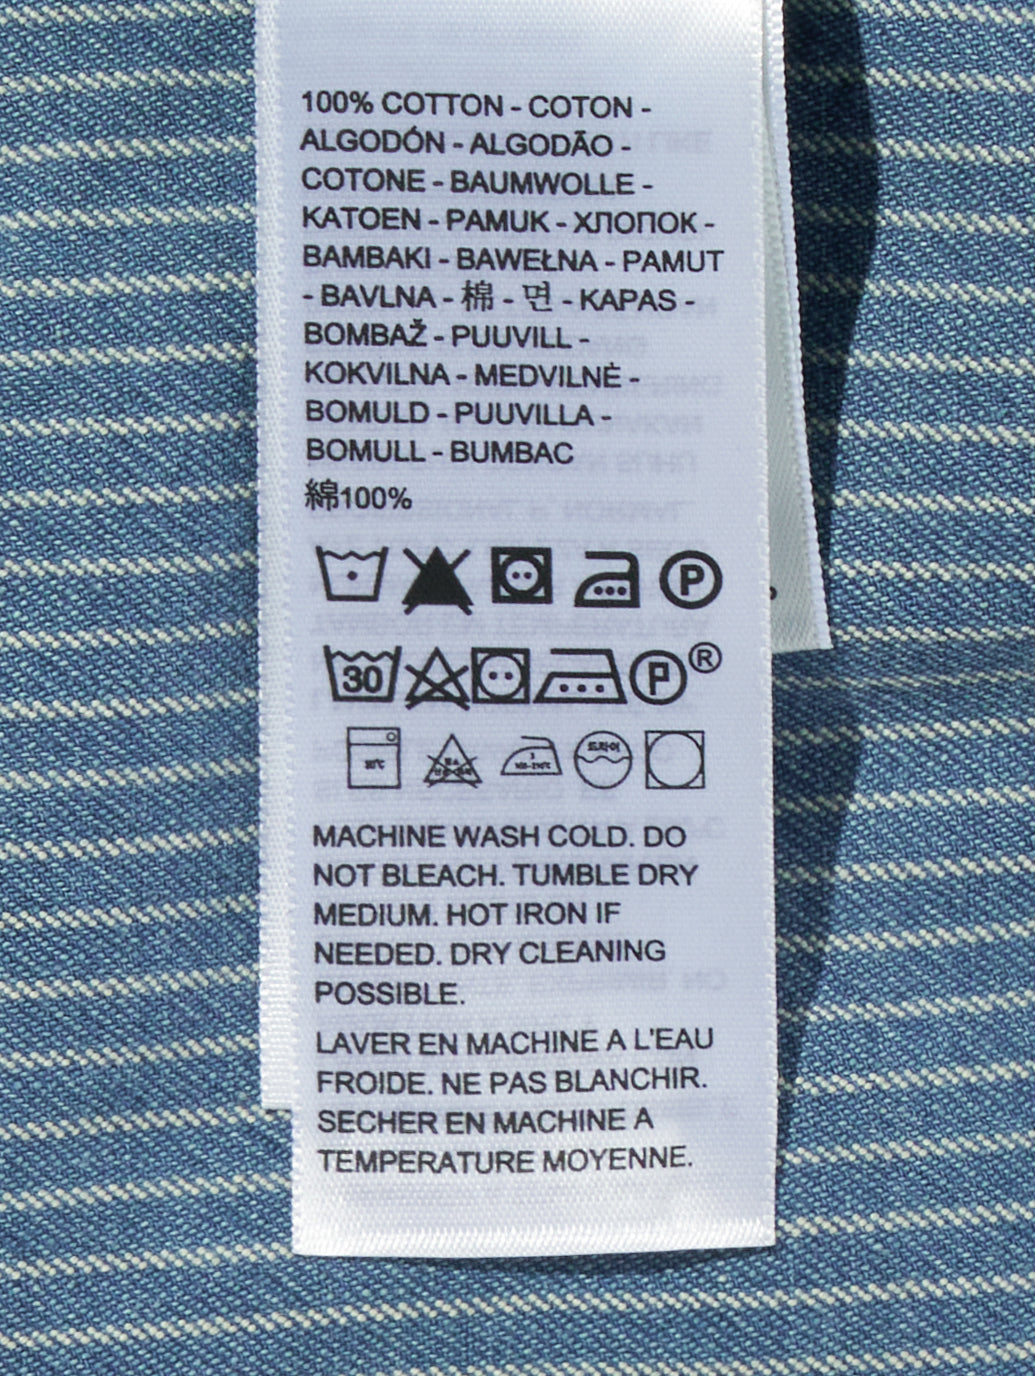 100% COTTON - COTON -
ALGODÓN - ALGODÃO -
COTONE - BAUMWOLLE -
KATOEN - PAMUK - ХЛОПОК -
BAMBAKI - BAWEŁNA - PAMUT
- BAVLNA - 棉 - 면 - KAPAS -
BOMBAŽ - PUUVILL -
KOKVILNA - MEDVILNĖ -
BOMULD - PUUVILLA -
BOMULL - BUMBAC
綿100%
P
30 P ®
드라이
MACHINE WASH COLD. DO
NOT BLEACH. TUMBLE DRY
MEDIUM. HOT IRON IF
NEEDED. DRY CLEANING
POSSIBLE.
LAVER EN MACHINE A L'EAU
FROIDE. NE PAS BLANCHIR.
SECHER EN MACHINE A
TEMPERATURE MOYENNE.